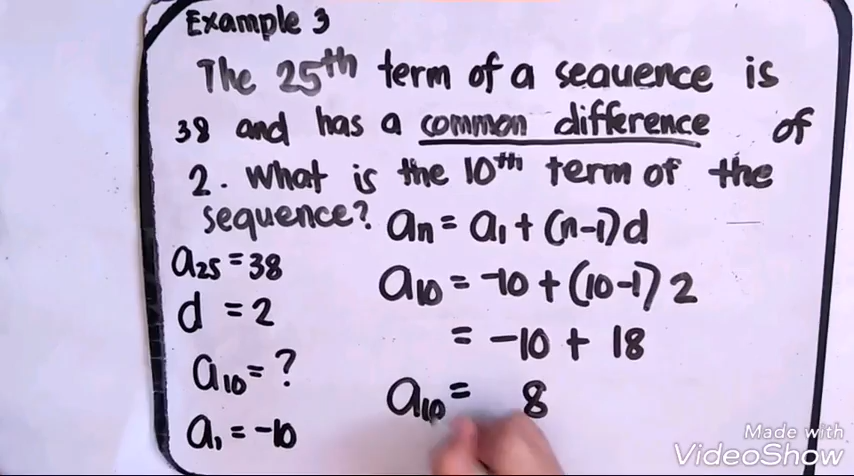 Example 3
The 25th term of a sequence is
38 and has a common difference of
2. What is the 10th term of the
sequence?
an = a1 + (n-1)d
a25 = 38
a10 = -10 + (10-1) 2
d = 2
= -10 + 18
a10 = ?
a10 = 8
a1 = -10
Made with
VideoShow